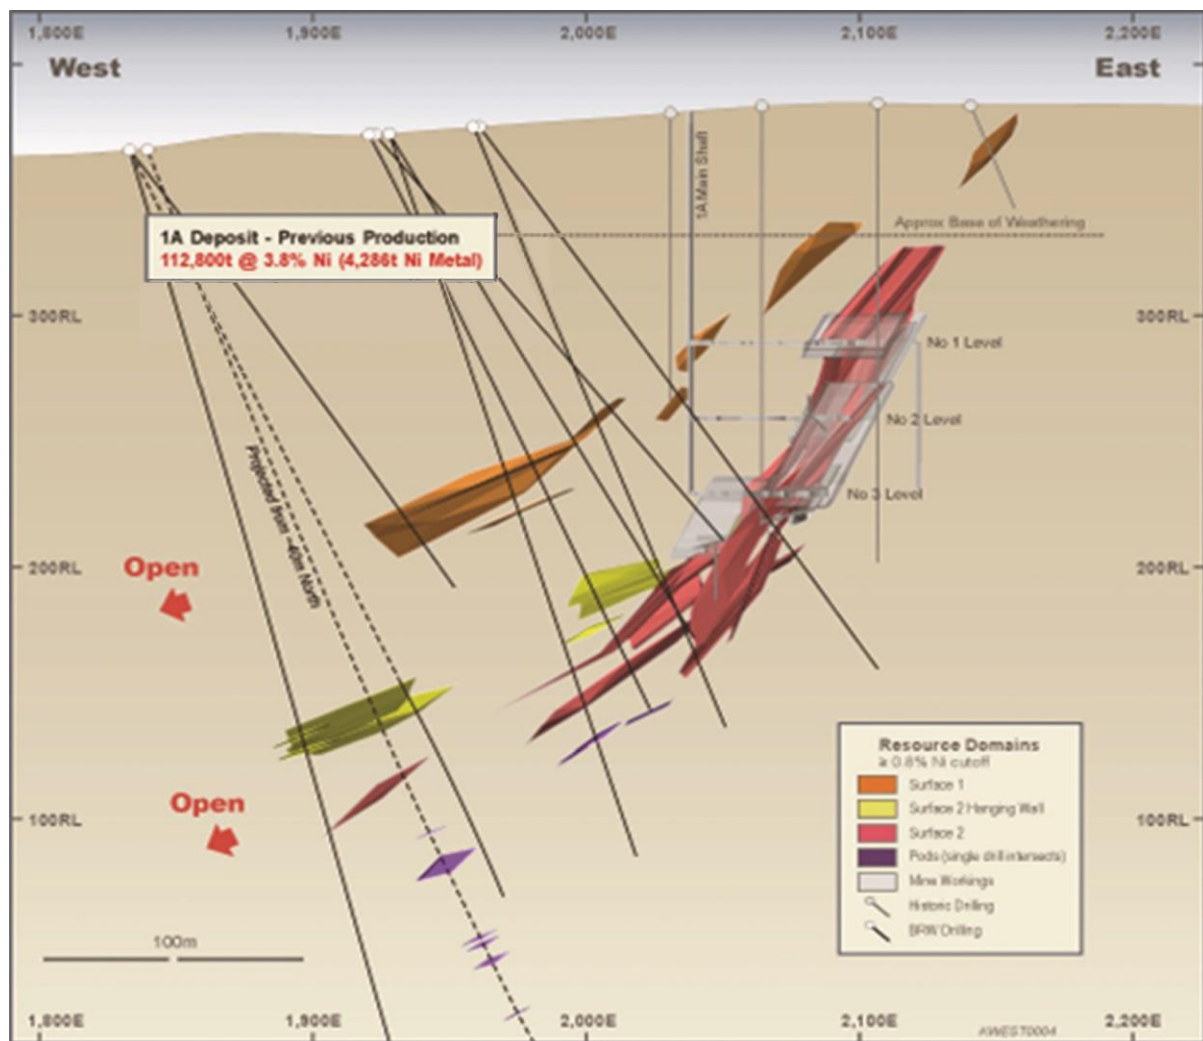 1,800E 1,900E 2,000E 2,100E 2,200E
West East
1A Main Shaft
Approx Base of Weathering
1A Deposit - Previous Production
112,800t @ 3.8% Ni (4,286t Ni Metal)
300RL 300RL
No 1 Level
No 2 Level
No 3 Level
Projected from ~40m North
Open
200RL 200RL
Open
100RL 100RL
Resource Domains
≥ 0.8% Ni cutoff
Surface 1
Surface 2 Hanging Wall
Surface 2
Pods (single drill intersects)
Mine Workings
Historic Drilling
BRW Drilling
100m
1,800E 1,900E 2,000E 2,100E 2,200E
KWEST0004